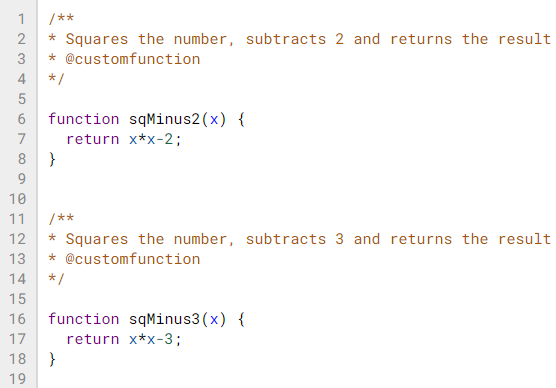 1 /**
2 * Squares the number, subtracts 2 and returns the result
3 * @customfunction
4 */
5
6 function sqMinus2(x) {
7   return x*x-2;
8 }
9
10
11 /**
12 * Squares the number, subtracts 3 and returns the result
13 * @customfunction
14 */
15
16 function sqMinus3(x) {
17   return x*x-3;
18 }
19